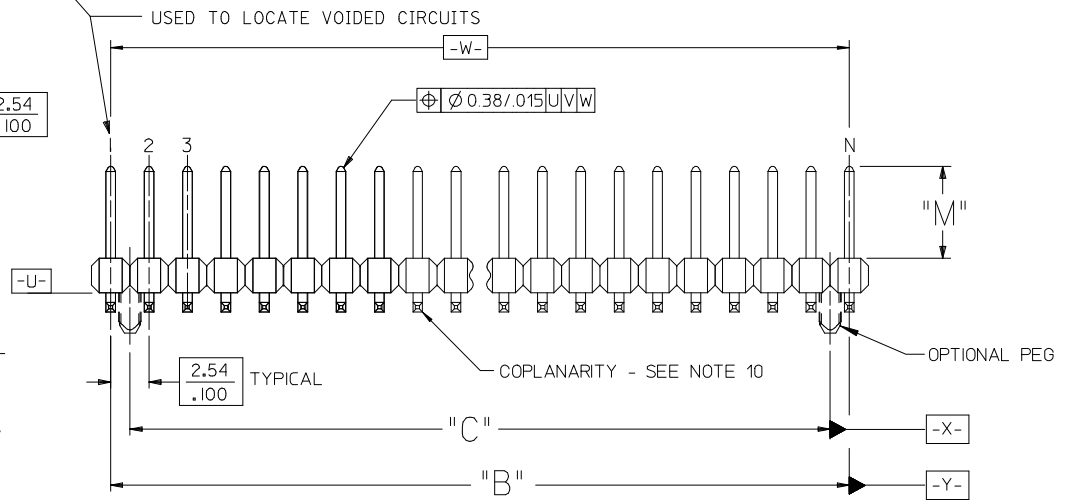 USED TO LOCATE VOIDED CIRCUITS
-W-
2.54
100
⌖ Ø 0.38/.015 U V W
1 2 3 N
"M"
-U-
OPTIONAL PEG
2.54
.100
TYPICAL
COPLANARITY - SEE NOTE 10
"C"
-X-
"B"
-Y-